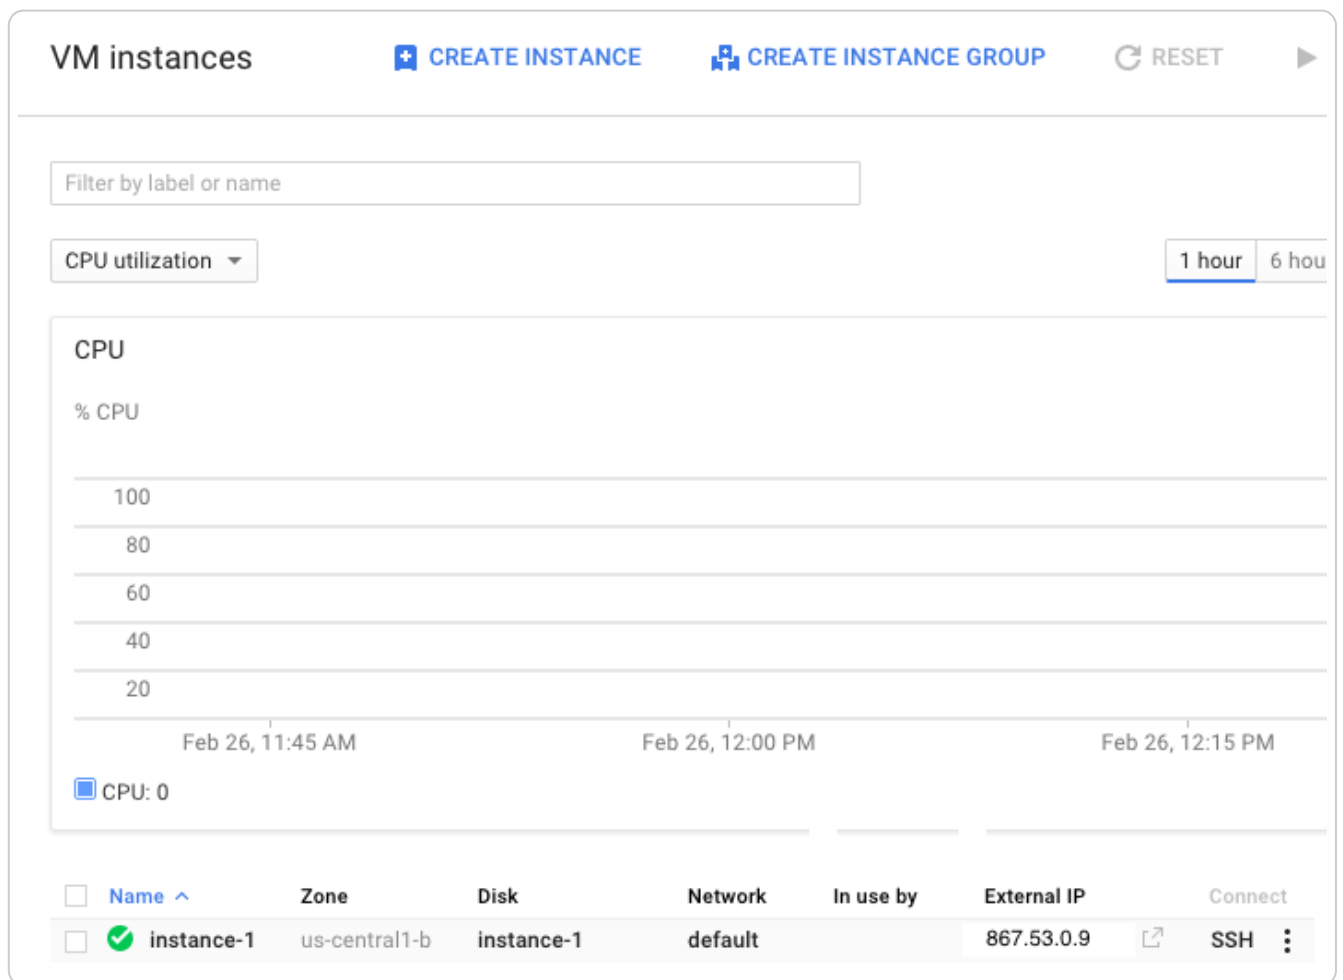 VM instances CREATE INSTANCE CREATE INSTANCE GROUP RESET
Filter by label or name
CPU utilization 1 hour 6 hou
CPU
% CPU
100
80
60
40
20
Feb 26, 11:45 AM Feb 26, 12:00 PM Feb 26, 12:15 PM
CPU: 0
Name Zone Disk Network In use by External IP Connect
instance-1 us-central1-b instance-1 default 867.53.0.9 SSH